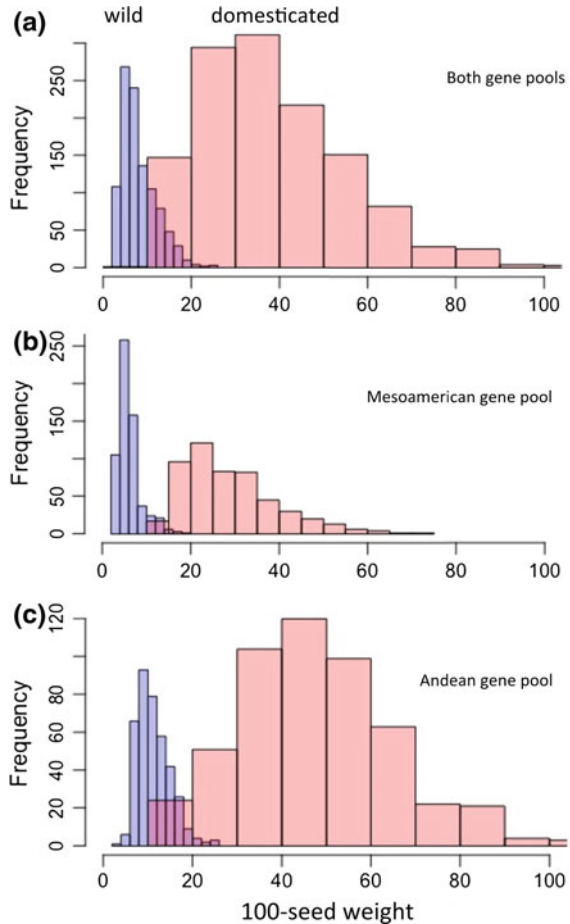 (a) wild domesticated
Both gene pools
Frequency
250
150
50
0
0 20 40 60 80 100
(b)
Mesoamerican gene pool
Frequency
250
150
50
0
0 20 40 60 80 100
(c)
Andean gene pool
Frequency
120
80
60
40
20
0
0 20 40 60 80 100
100-seed weight